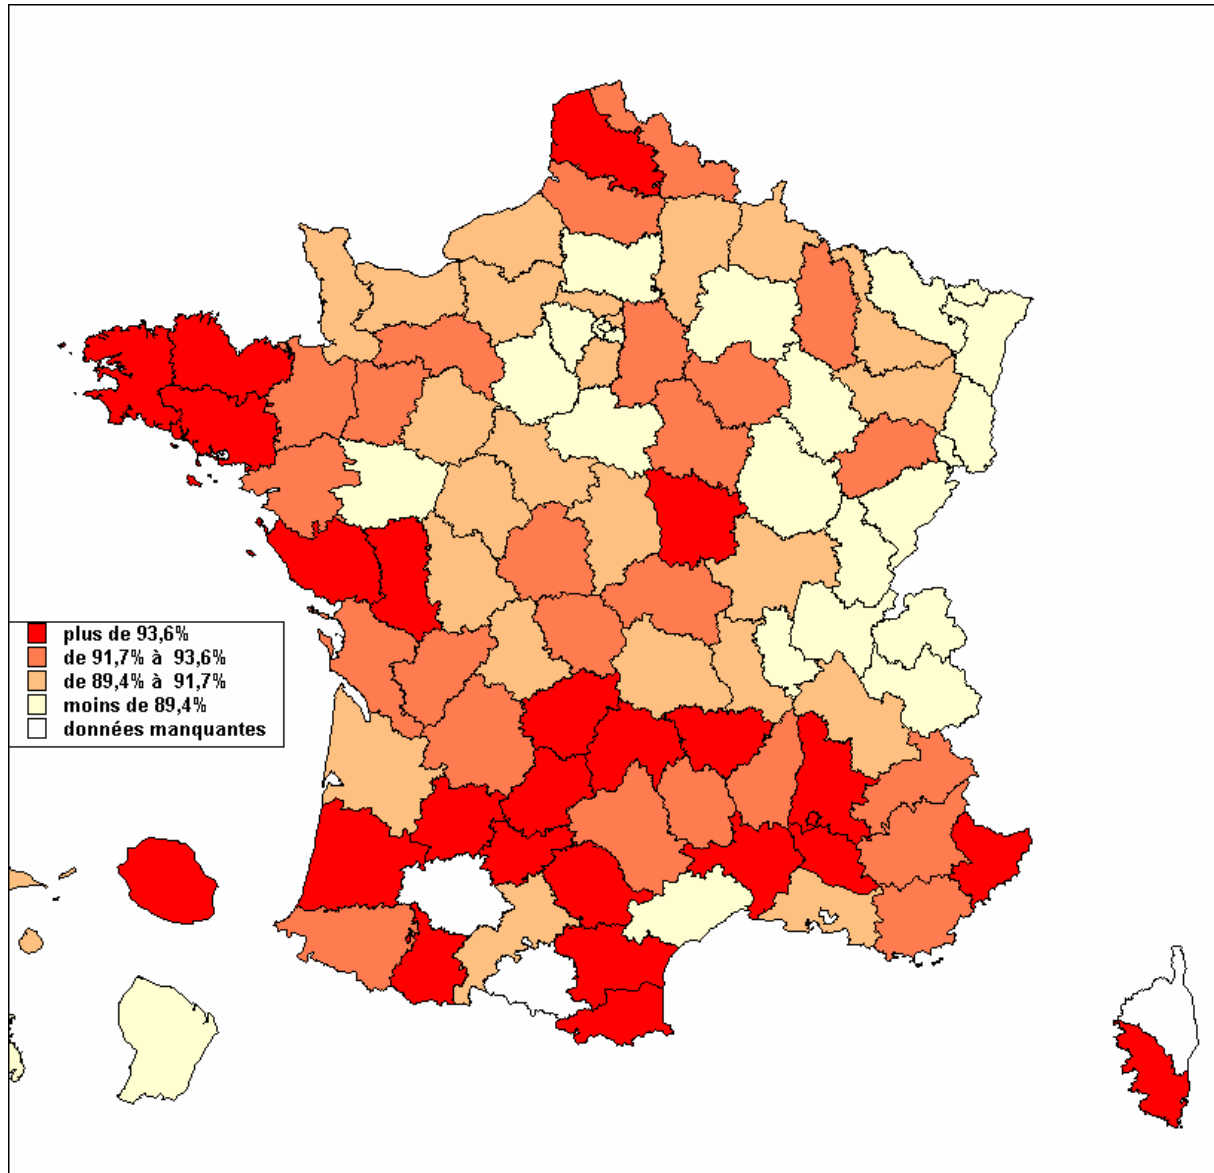 plus de 93,6%
de 91,7% à 93,6%
de 89,4% à 91,7%
moins de 89,4%
données manquantes